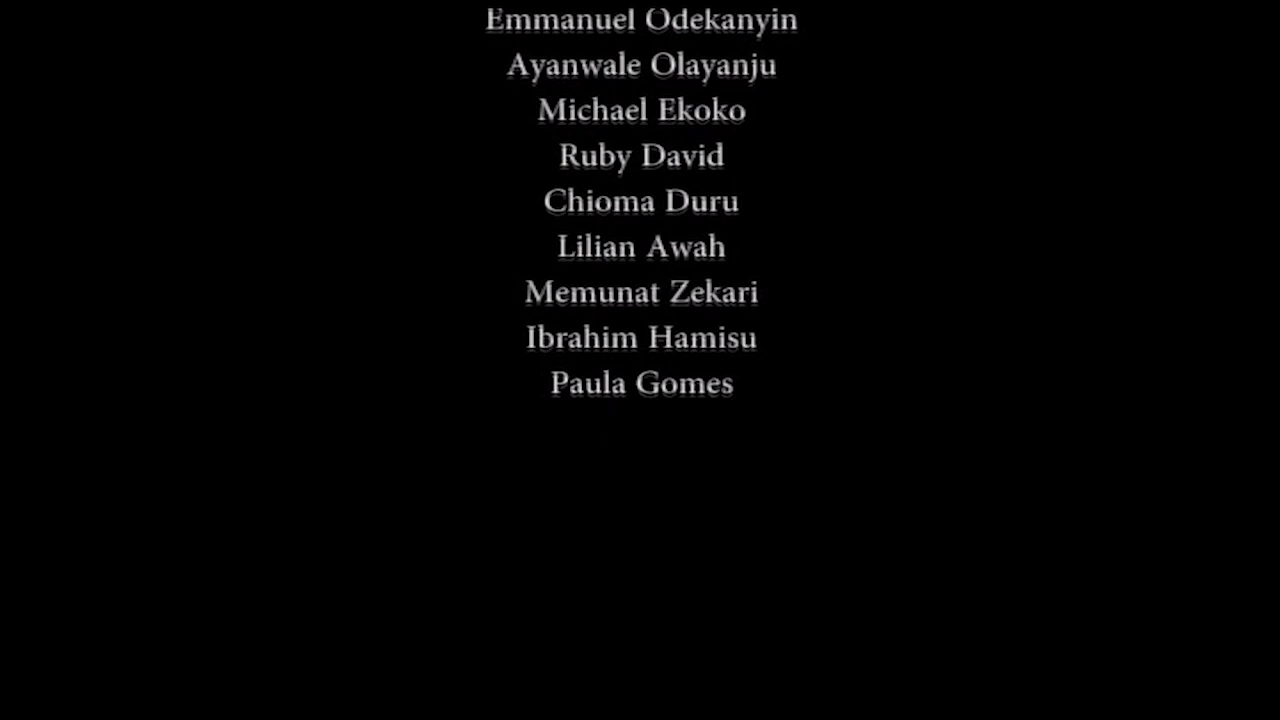 Emmanuel Odekanyin
Ayanwale Olayanju
Michael Ekoko
Ruby David
Chioma Duru
Lilian Awah
Memunat Zekari
Ibrahim Hamisu
Paula Gomes